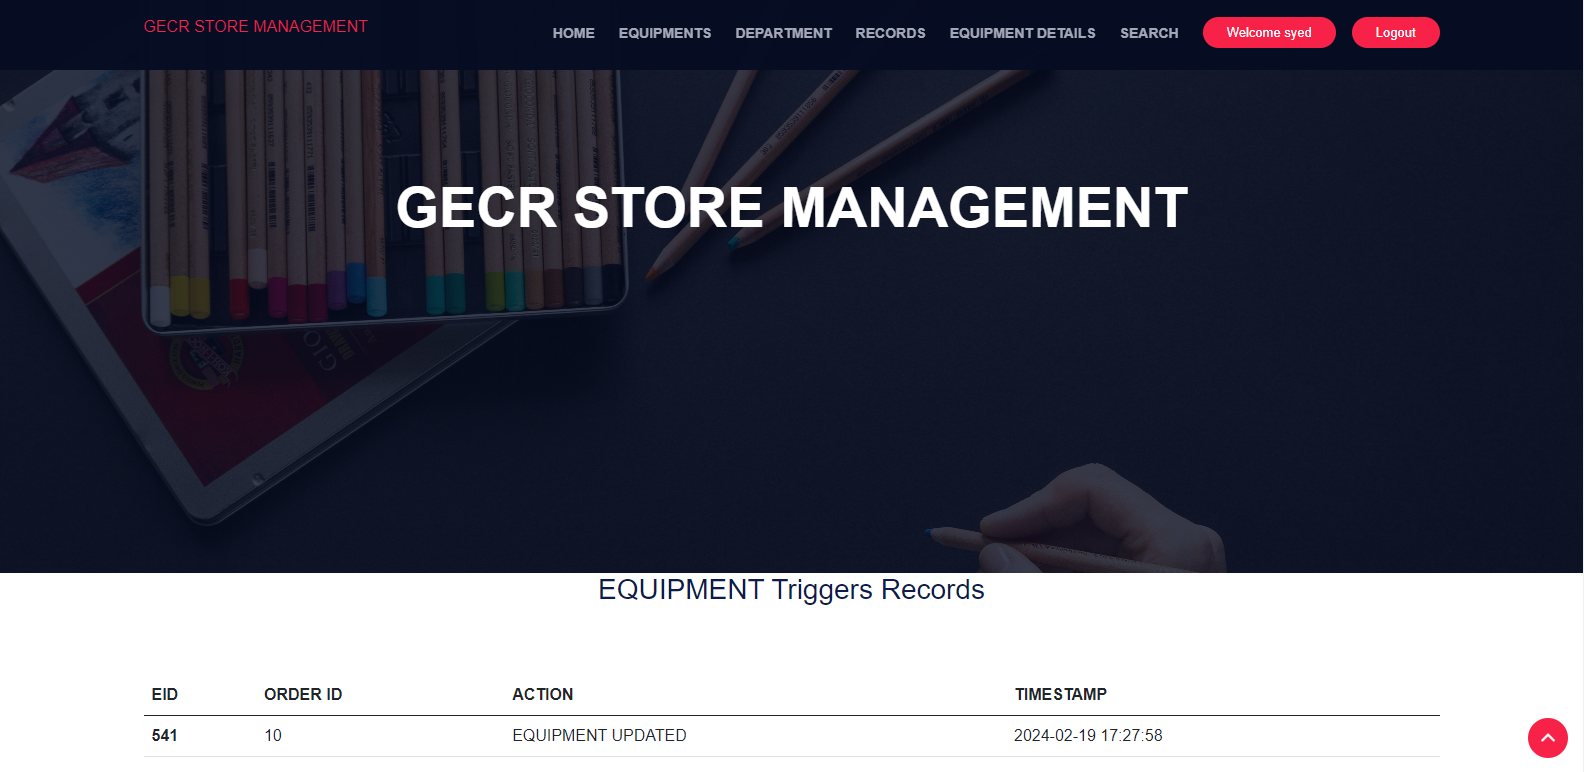 GECR STORE MANAGEMENT
HOME EQUIPMENTS DEPARTMENT RECORDS EQUIPMENT DETAILS SEARCH Welcome syed Logout
GECR STORE MANAGEMENT
EQUIPMENT Triggers Records
EID ORDER ID ACTION TIMESTAMP
541 10 EQUIPMENT UPDATED 2024-02-19 17:27:58